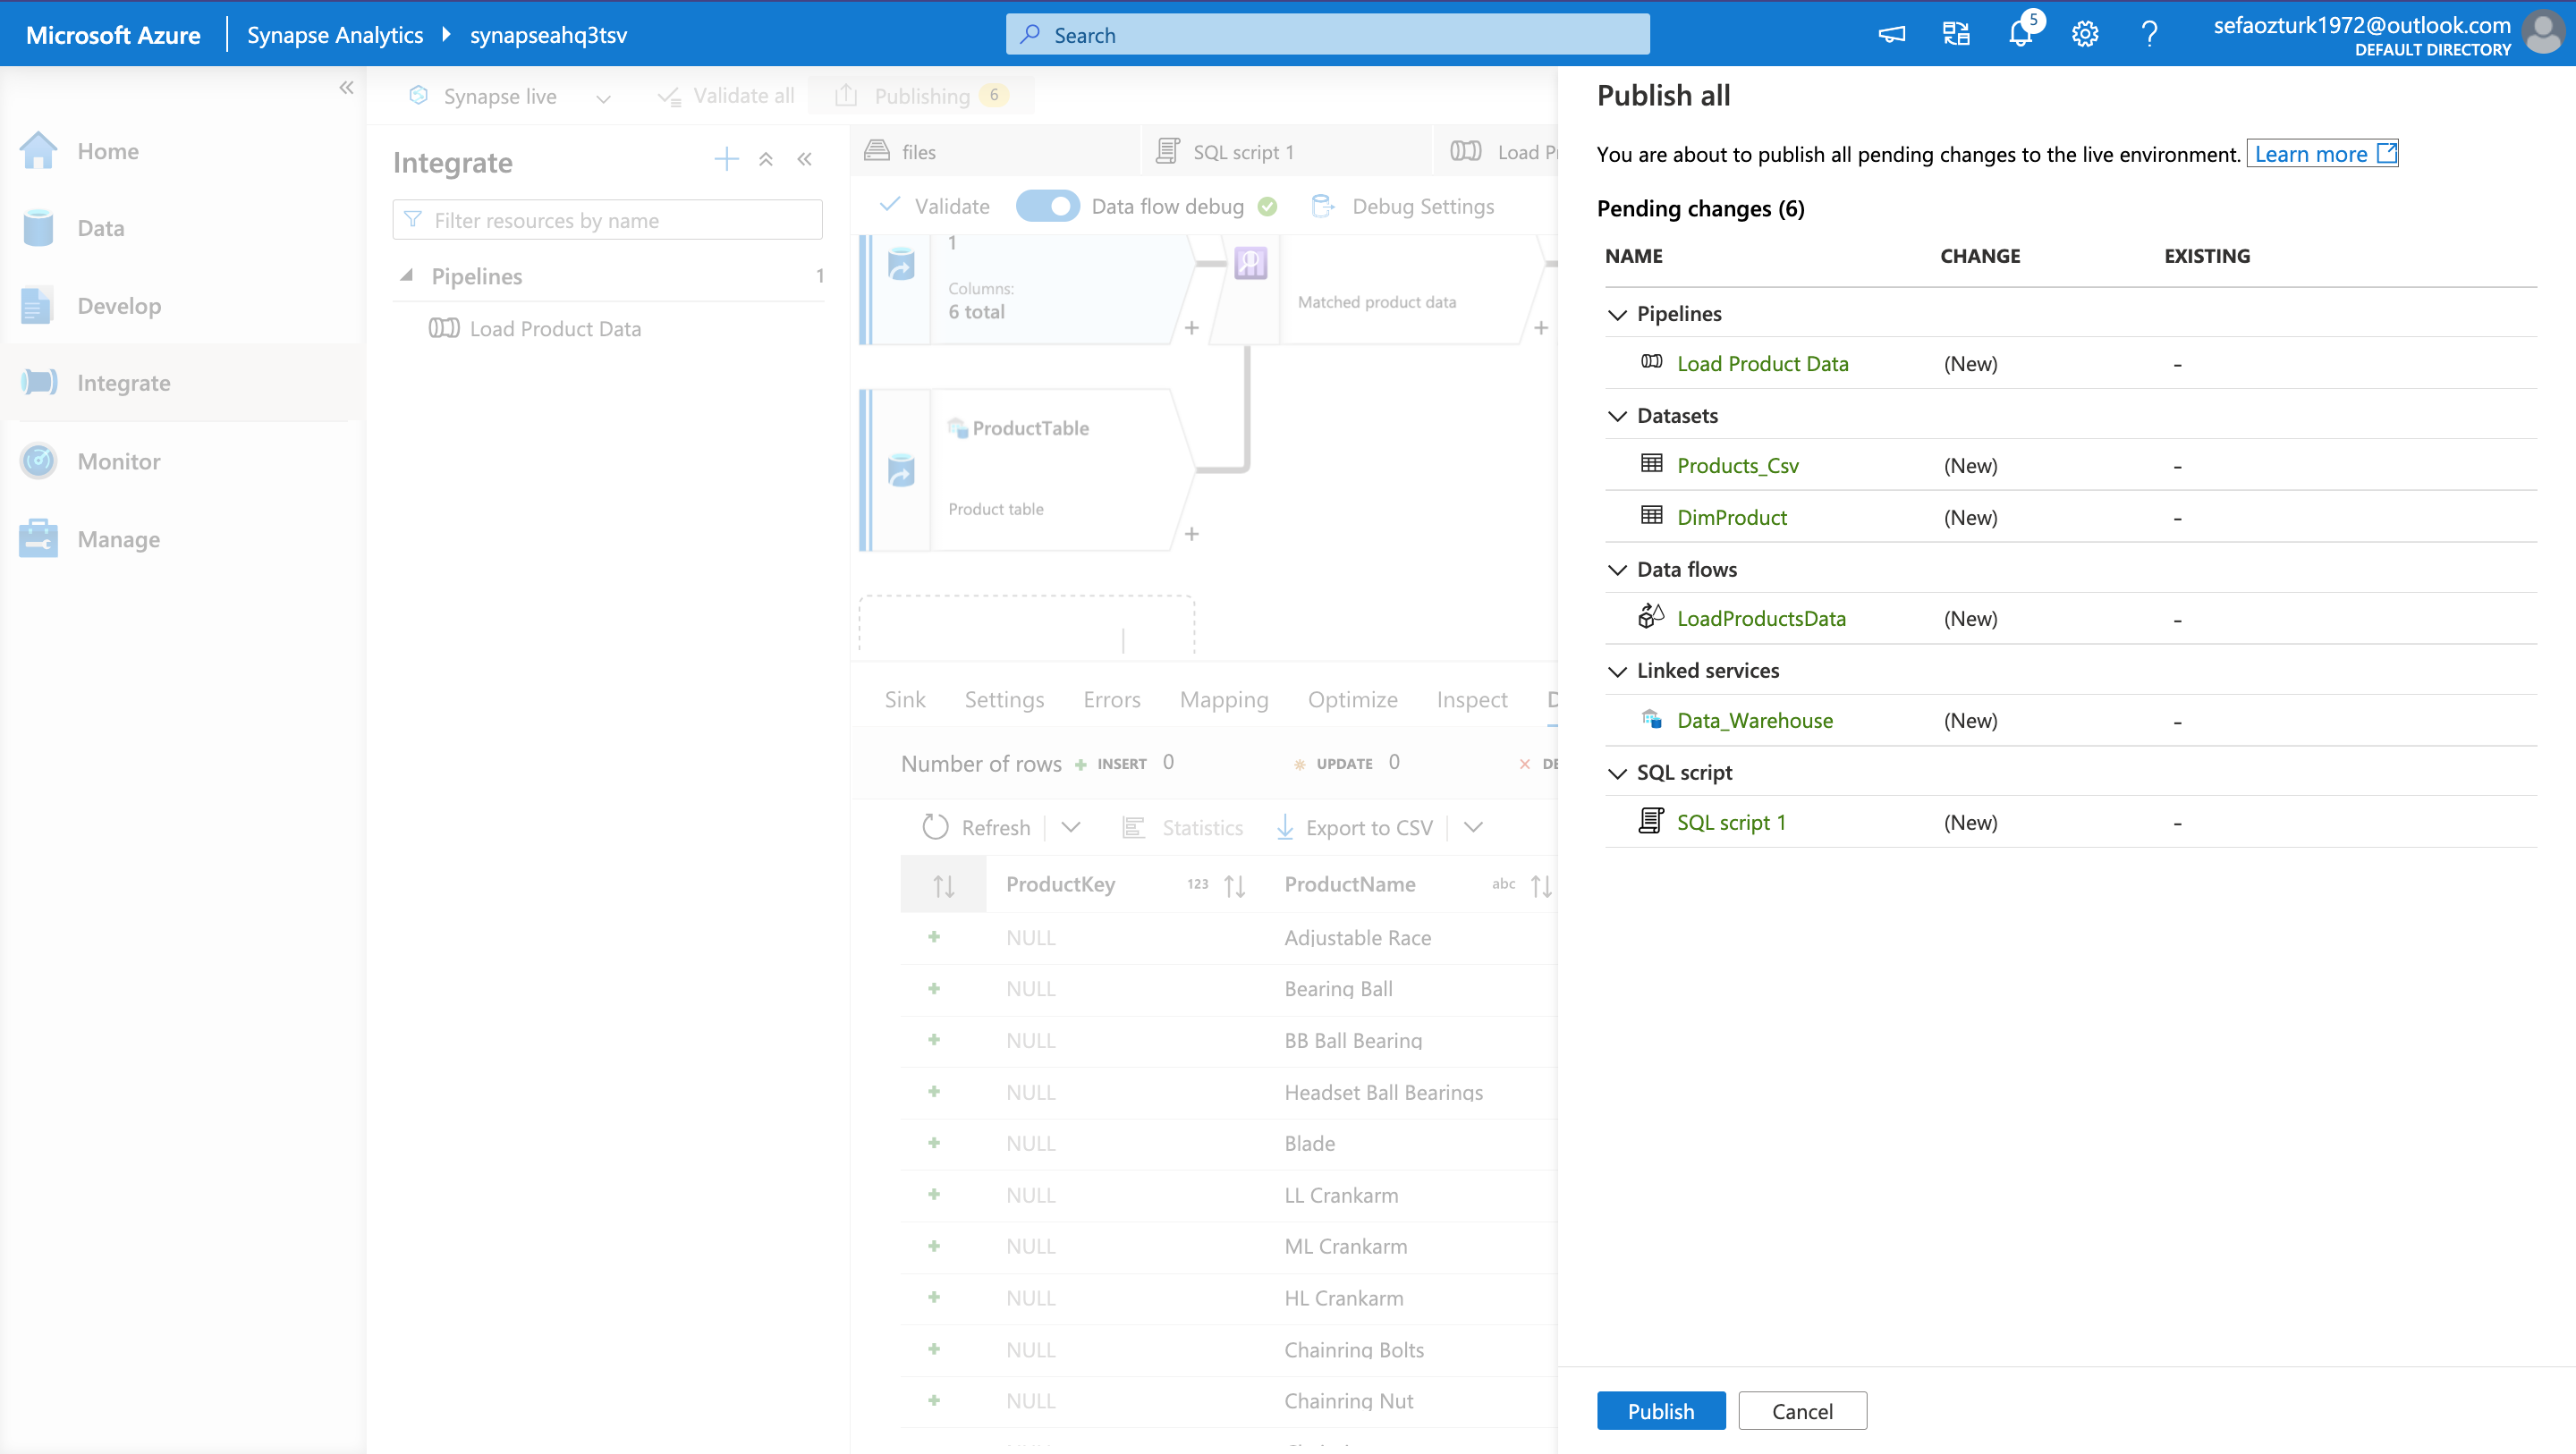 Microsoft Azure
Synapse Analytics
synapseahq3tsv
Search
5
sefaozturk1972@outlook.com
DEFAULT DIRECTORY
Home
Data
Develop
Integrate
Monitor
Manage
Synapse live
Validate all
Publishing
6
Integrate
Filter resources by name
Pipelines
1
Load Product Data
files
SQL script 1
Load Pr
Validate
Data flow debug
Debug Settings
1
Columns:
6 total
Matched product data
ProductTable
Product table
Sink
Settings
Errors
Mapping
Optimize
Inspect
D
Number of rows
INSERT 0
UPDATE 0
DE
Refresh
Statistics
Export to CSV
ProductKey
123
ProductName
abc
NULL Adjustable Race
NULL Bearing Ball
NULL BB Ball Bearing
NULL Headset Ball Bearings
NULL Blade
NULL LL Crankarm
NULL ML Crankarm
NULL HL Crankarm
NULL Chainring Bolts
NULL Chainring Nut
Publish all
You are about to publish all pending changes to the live environment. Learn more
Pending changes (6)
NAME CHANGE EXISTING
Pipelines
Load Product Data (New) -
Datasets
Products_Csv (New) -
DimProduct (New) -
Data flows
LoadProductsData (New) -
Linked services
Data_Warehouse (New) -
SQL script
SQL script 1 (New) -
Publish
Cancel